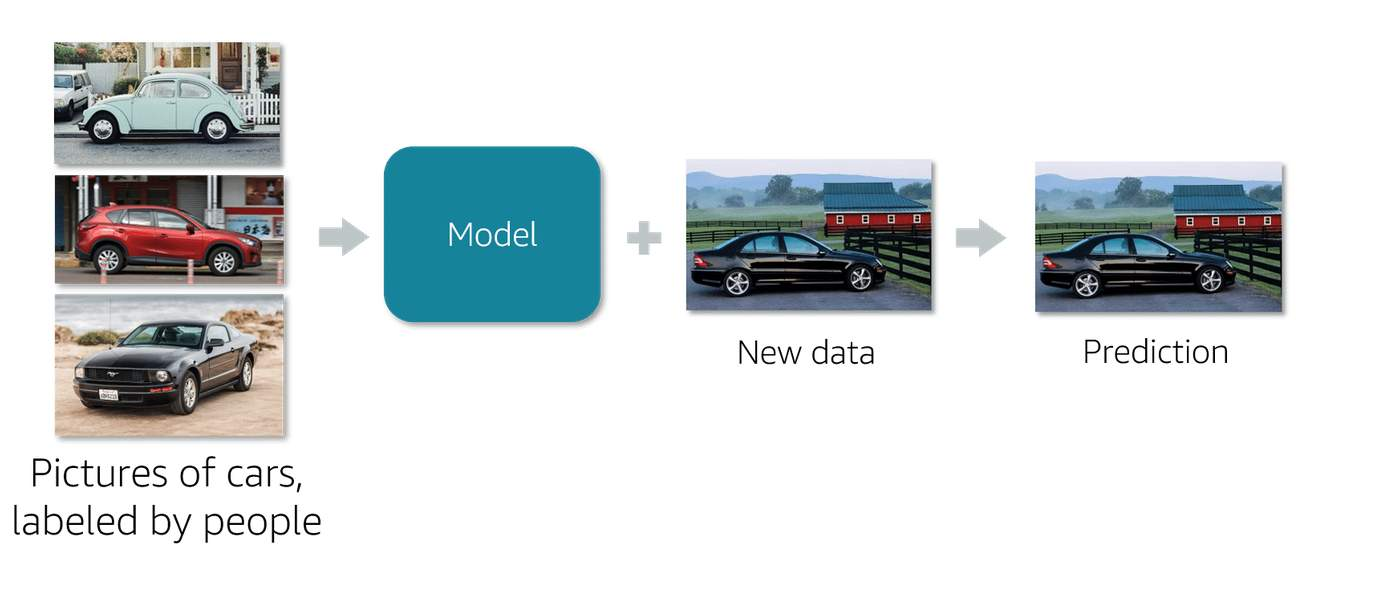 Model
New data
Prediction
Pictures of cars,
labeled by people